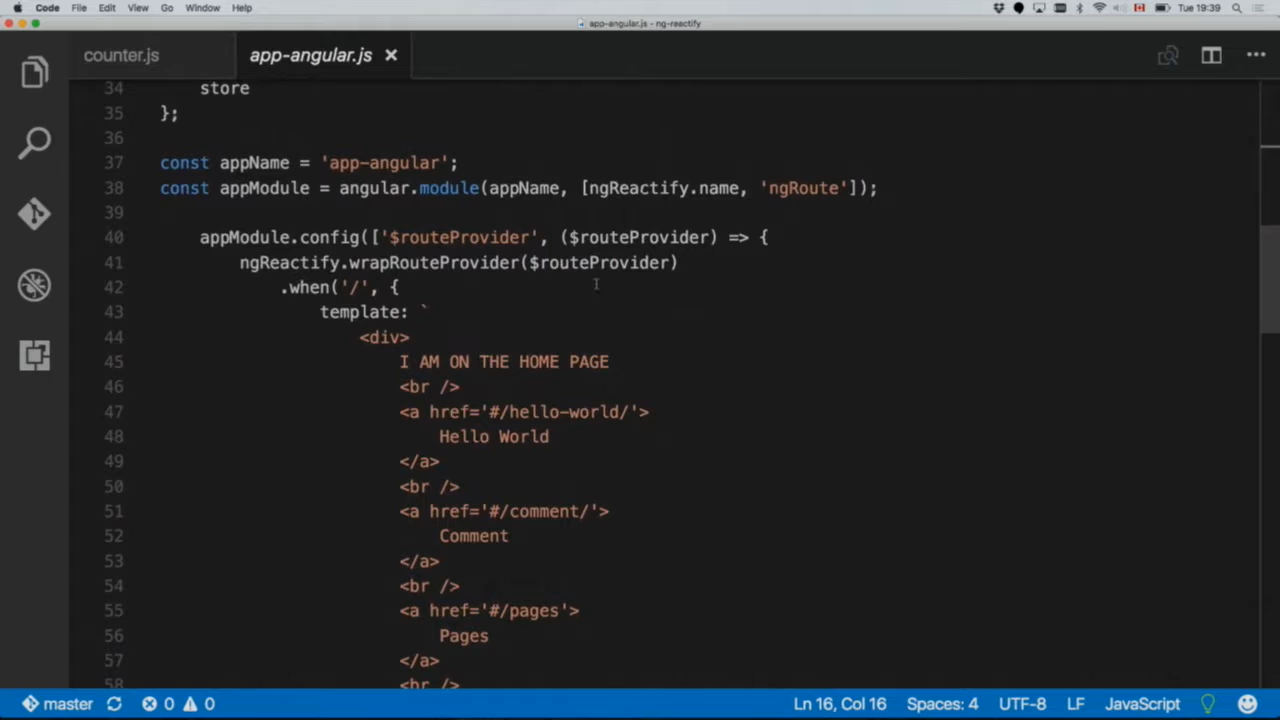 Code File Edit View Go Window Help Tue 19:39
app-angular.js - ng-reactify
counter.js app-angular.js
34 store
35 };
36
37 const appName = 'app-angular';
38 const appModule = angular.module(appName, [ngReactify.name, 'ngRoute']);
39
40 appModule.config(['$routeProvider', ($routeProvider) => {
41 ngReactify.wrapRouteProvider($routeProvider)
42 .when('/', {
43 template: `
44 <div>
45 I AM ON THE HOME PAGE
46 <br />
47 <a href='#/hello-world/'>
48 Hello World
49 </a>
50 <br />
51 <a href='#/comment/'>
52 Comment
53 </a>
54 <br />
55 <a href='#/pages'>
56 Pages
57 </a>
58 <br />
master 0 0 Ln 16, Col 16 Spaces: 4 UTF-8 LF JavaScript